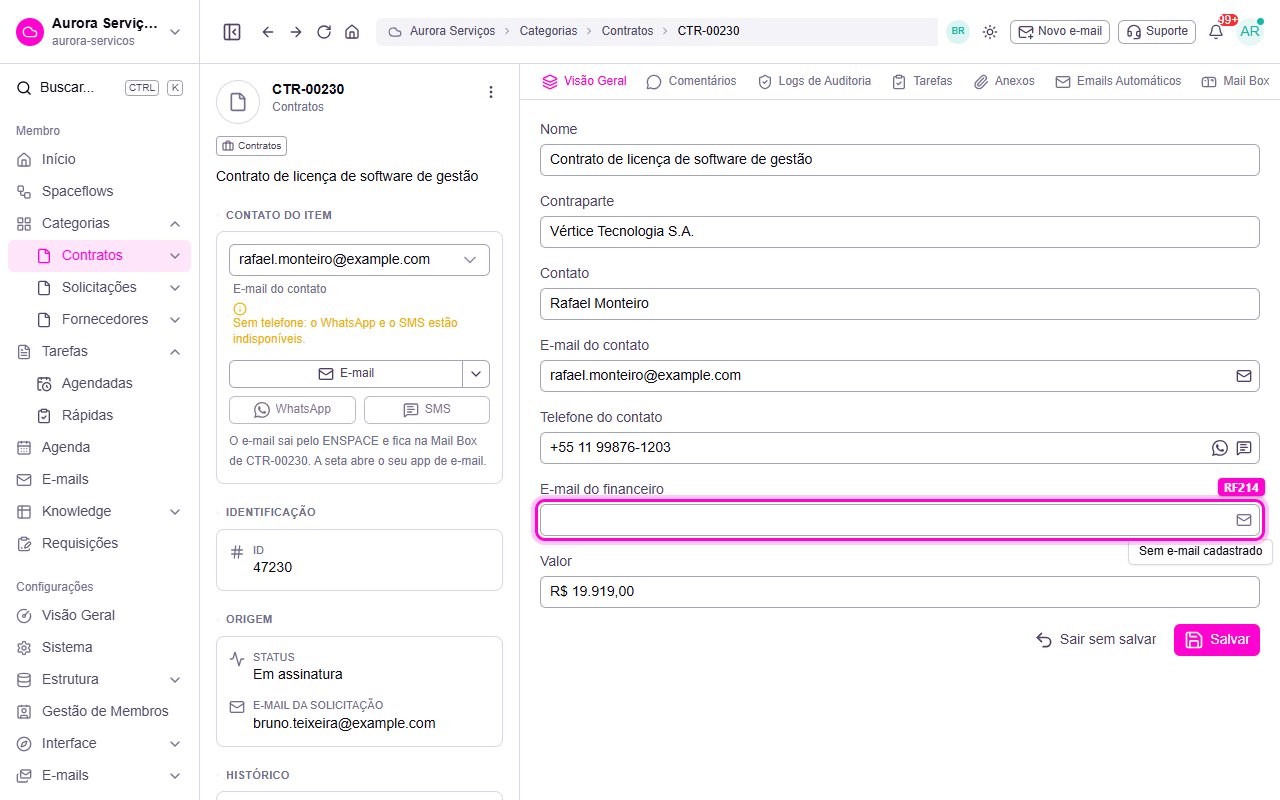 Aurora Serviç...
aurora-servicos
Aurora Serviços
Categorias
Contratos
CTR-00230
BR
Novo e-mail
Suporte
99+
AR
Buscar...
CTRL
K
Membro
Início
Spaceflows
Categorias
Contratos
Solicitações
Fornecedores
Tarefas
Agendadas
Rápidas
Agenda
E-mails
Knowledge
Requisições
Configurações
Visão Geral
Sistema
Estrutura
Gestão de Membros
Interface
E-mails
CTR-00230
Contratos
Contratos
Contrato de licença de software de gestão
CONTATO DO ITEM
rafael.monteiro@example.com
E-mail do contato
Sem telefone: o WhatsApp e o SMS estão
indisponíveis.
E-mail
WhatsApp
SMS
O e-mail sai pelo ENSPACE e fica na Mail Box
de CTR-00230. A seta abre o seu app de e-mail.
IDENTIFICAÇÃO
ID
47230
ORIGEM
STATUS
Em assinatura
E-MAIL DA SOLICITAÇÃO
bruno.teixeira@example.com
HISTÓRICO
Visão Geral
Comentários
Logs de Auditoria
Tarefas
Anexos
Emails Automáticos
Mail Box
Nome
Contrato de licença de software de gestão
Contraparte
Vértice Tecnologia S.A.
Contato
Rafael Monteiro
E-mail do contato
rafael.monteiro@example.com
Telefone do contato
+55 11 99876-1203
E-mail do financeiro
RF214
Sem e-mail cadastrado
Valor
R$ 19.919,00
Sair sem salvar
Salvar